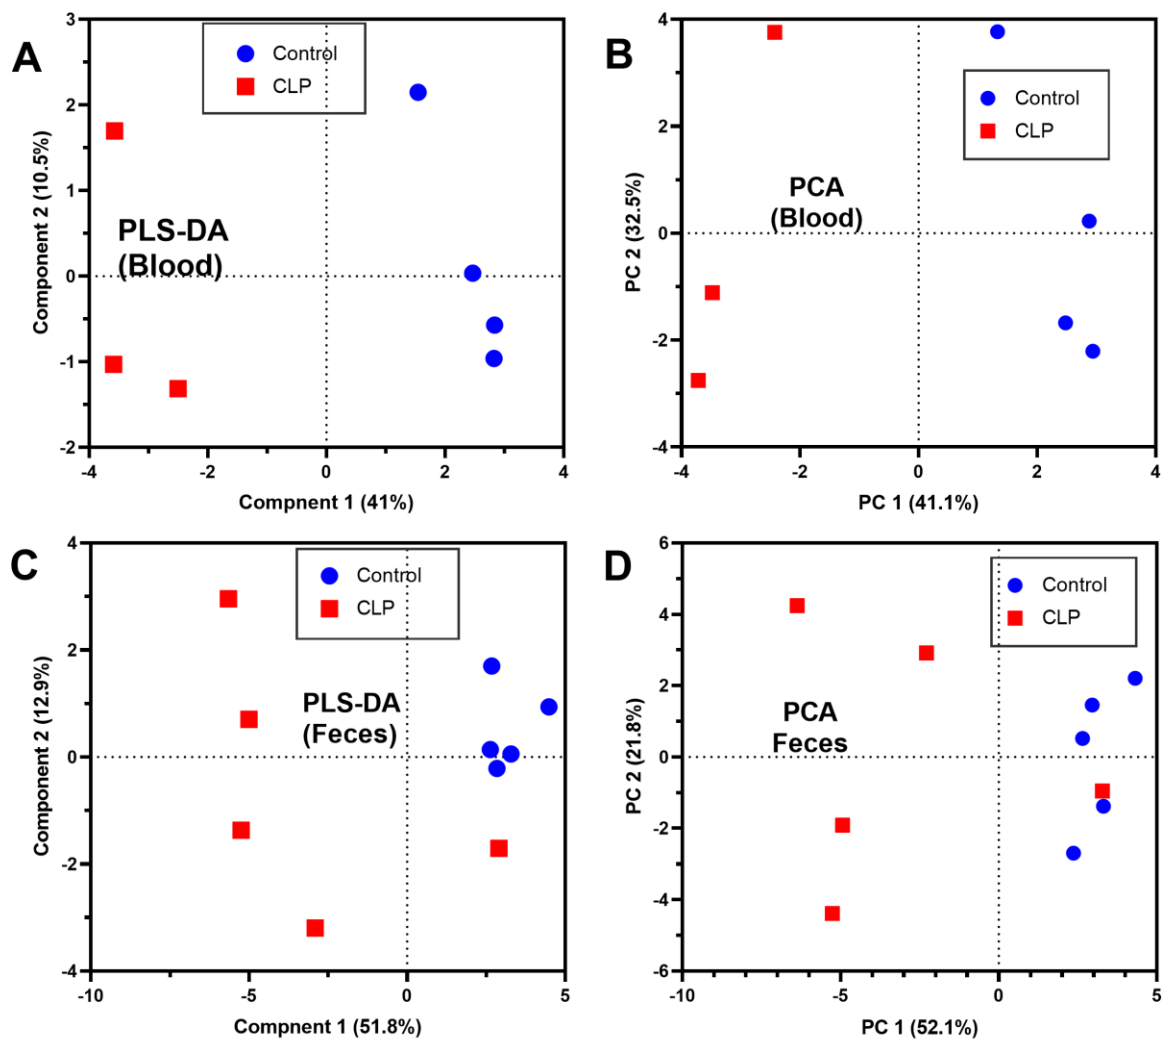 A
3
2
1
0
-1
-2
-4
-2
0
2
4
Component 2 (10.5%)
Compnent 1 (41%)
Control
CLP
PLS-DA
(Blood)
B
4
2
0
-2
-4
-4
-2
0
2
4
PC 2 (32.5%)
PC 1 (41.1%)
Control
CLP
PCA
(Blood)
C
4
2
0
-2
-4
-10
-5
0
5
Component 2 (12.9%)
Compnent 1 (51.8%)
Control
CLP
PLS-DA
(Feces)
D
6
4
2
0
-2
-4
-6
-10
-5
0
5
PC 2 (21.8%)
PC 1 (52.1%)
Control
CLP
PCA
Feces